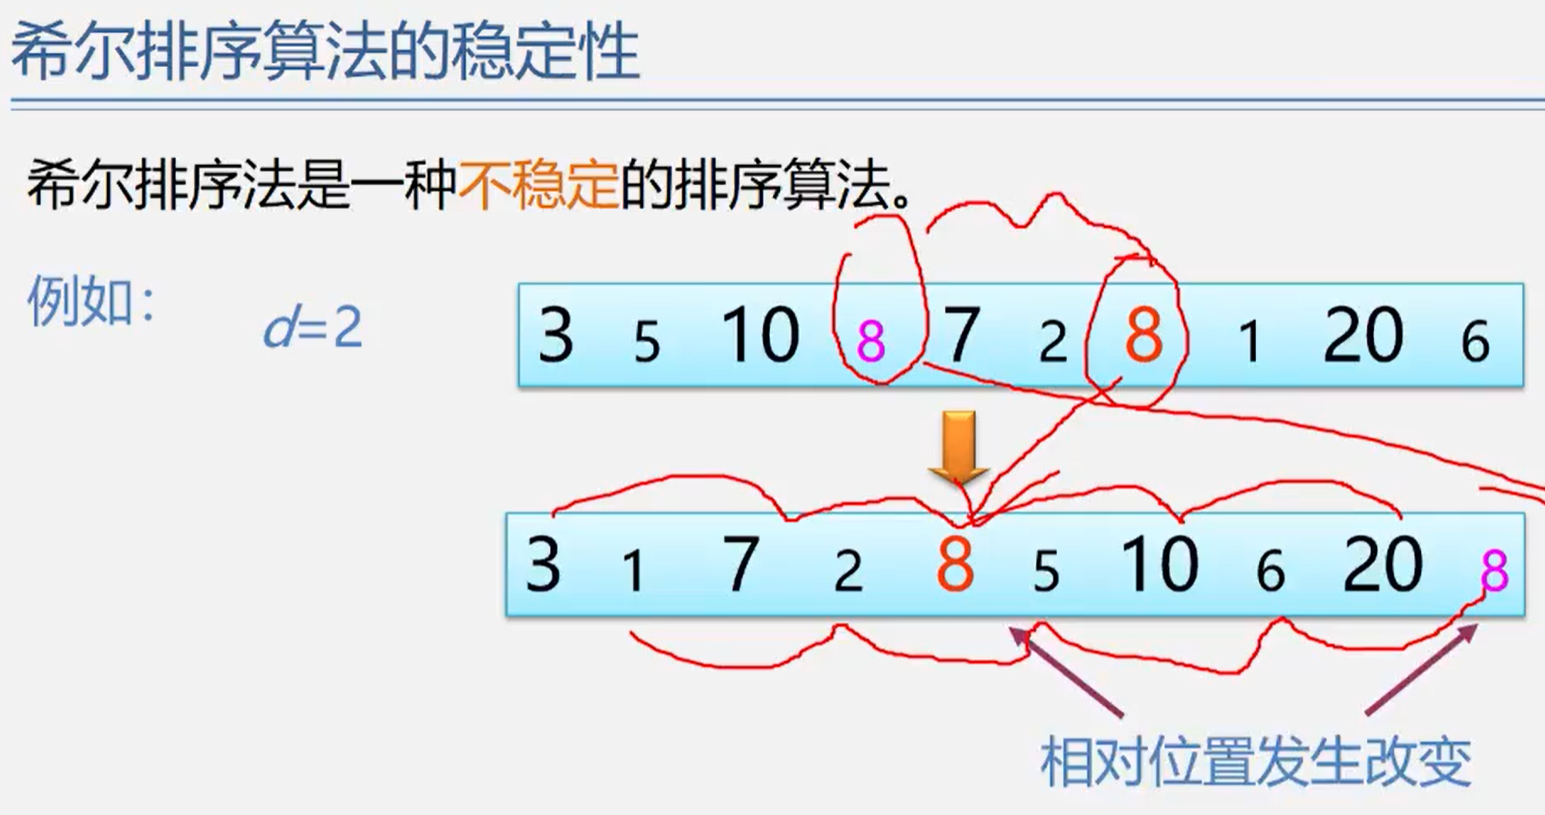 希尔排序算法的稳定性
希尔排序法是一种不稳定的排序算法。
例如：
d=2
3 5 10 8 7 2 8 1 20 6
3 1 7 2 8 5 10 6 20 8
相对位置发生改变